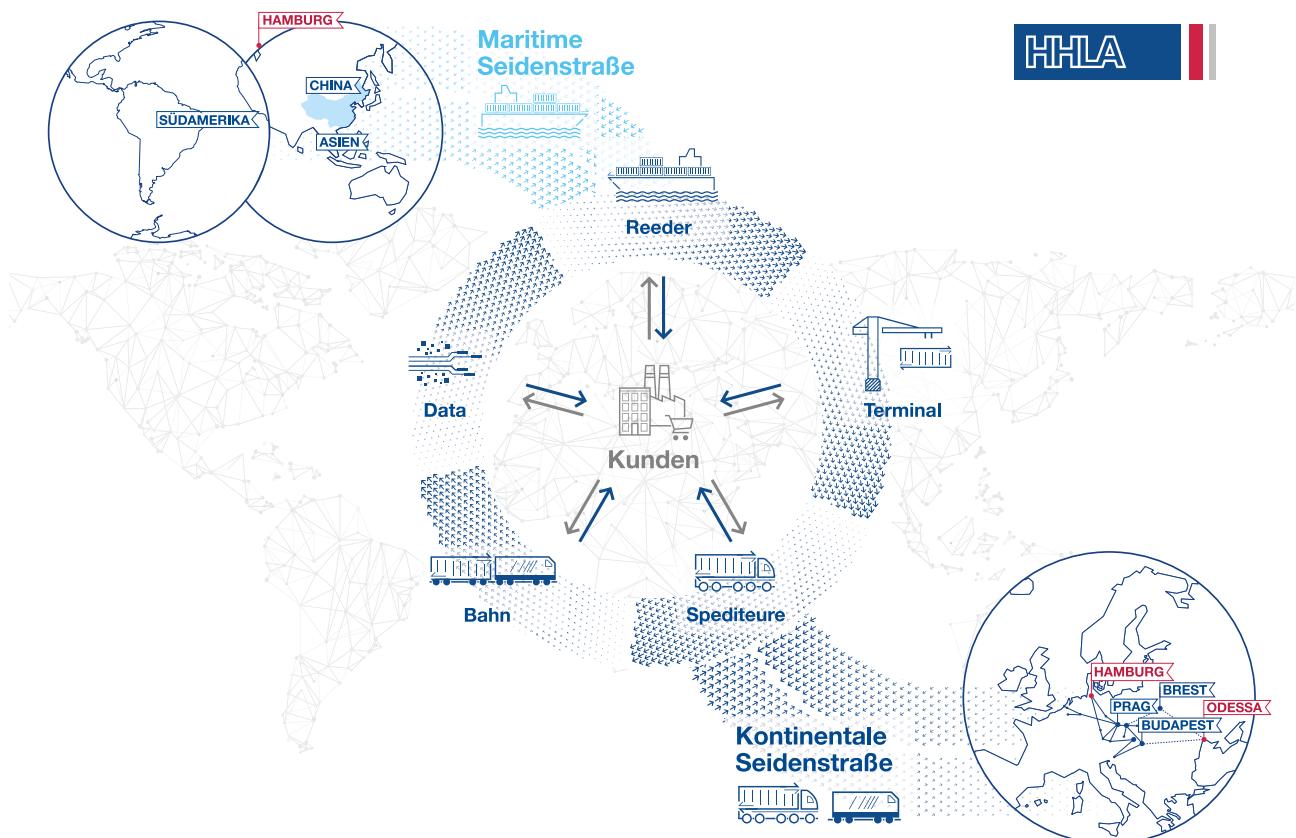 HAMBURG
Maritime
Seidenstraße
HHLA
CHINA
SÜDAMERIKA
ASIEN
Reeder
Data
Terminal
Kunden
Bahn
Spediteure
HAMBURG
BREST
PRAG
ODESSA
BUDAPEST
Kontinentale
Seidenstraße